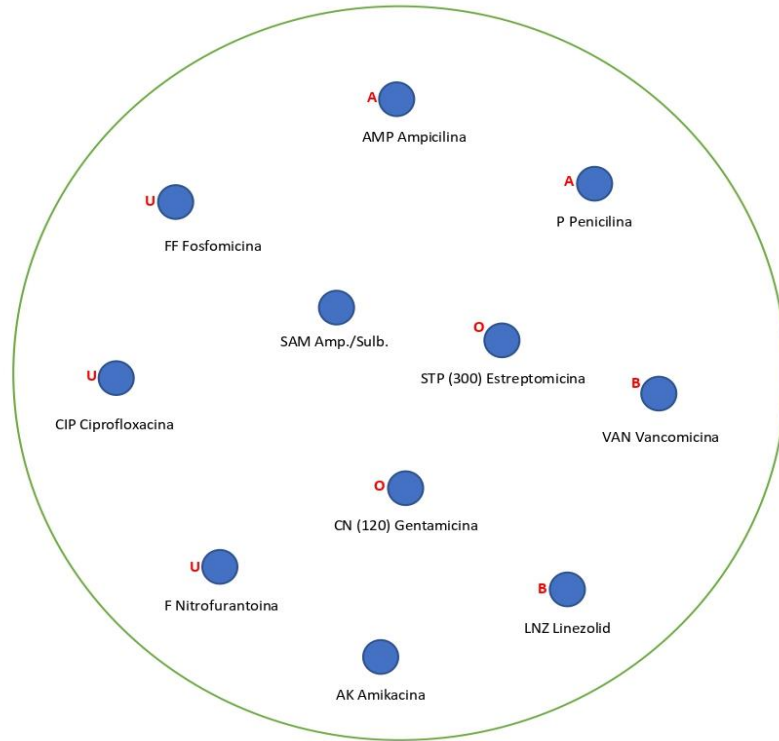 A
AMP Ampicilina
A
P Penicilina
U
FF Fosfomicina
SAM Amp./Sulb.
O
STP (300) Estreptomicina
U
CIP Ciprofloxacina
B
VAN Vancomicina
O
CN (120) Gentamicina
U
F Nitrofurantoina
B
LNZ Linezolid
AK Amikacina